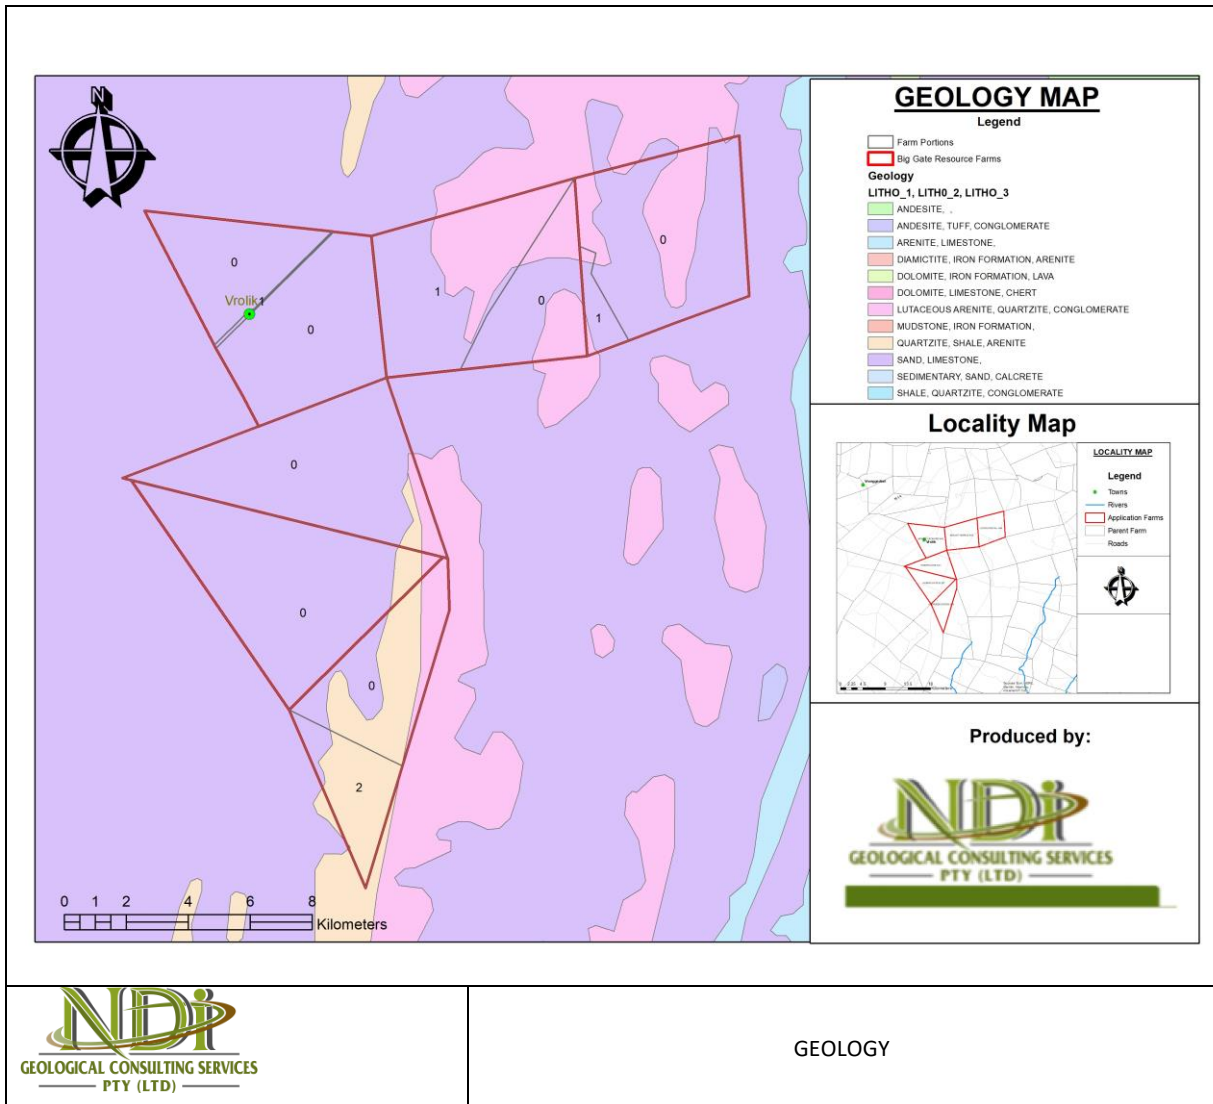 N
GEOLOGY MAP
Legend
Farm Portions
Big Gate Resource Farms
Geology
LITHO_1, LITH0_2, LITHO_3
ANDESITE, ,
ANDESITE, TUFF, CONGLOMERATE
ARENITE, LIMESTONE,
DIAMICTITE, IRON FORMATION, ARENITE
DOLOMITE, IRON FORMATION, LAVA
DOLOMITE, LIMESTONE, CHERT
LUTACEOUS ARENITE, QUARTZITE, CONGLOMERATE
MUDSTONE, IRON FORMATION,
QUARTZITE, SHALE, ARENITE
SAND, LIMESTONE,
SEDIMENTARY, SAND, CALCRETE
SHALE, QUARTZITE, CONGLOMERATE
0
0
Vrolik
1
0
1
0
1
0
0
0
2
0 1 2 4 6 8
Kilometers
Locality Map
LOCALITY MAP
Legend
Towns
Rivers
Application Farms
Parent Farm
Roads
Produced by:
NDi
GEOLOGICAL CONSULTING SERVICES
PTY (LTD)
NDi
GEOLOGICAL CONSULTING SERVICES
PTY (LTD)
GEOLOGY